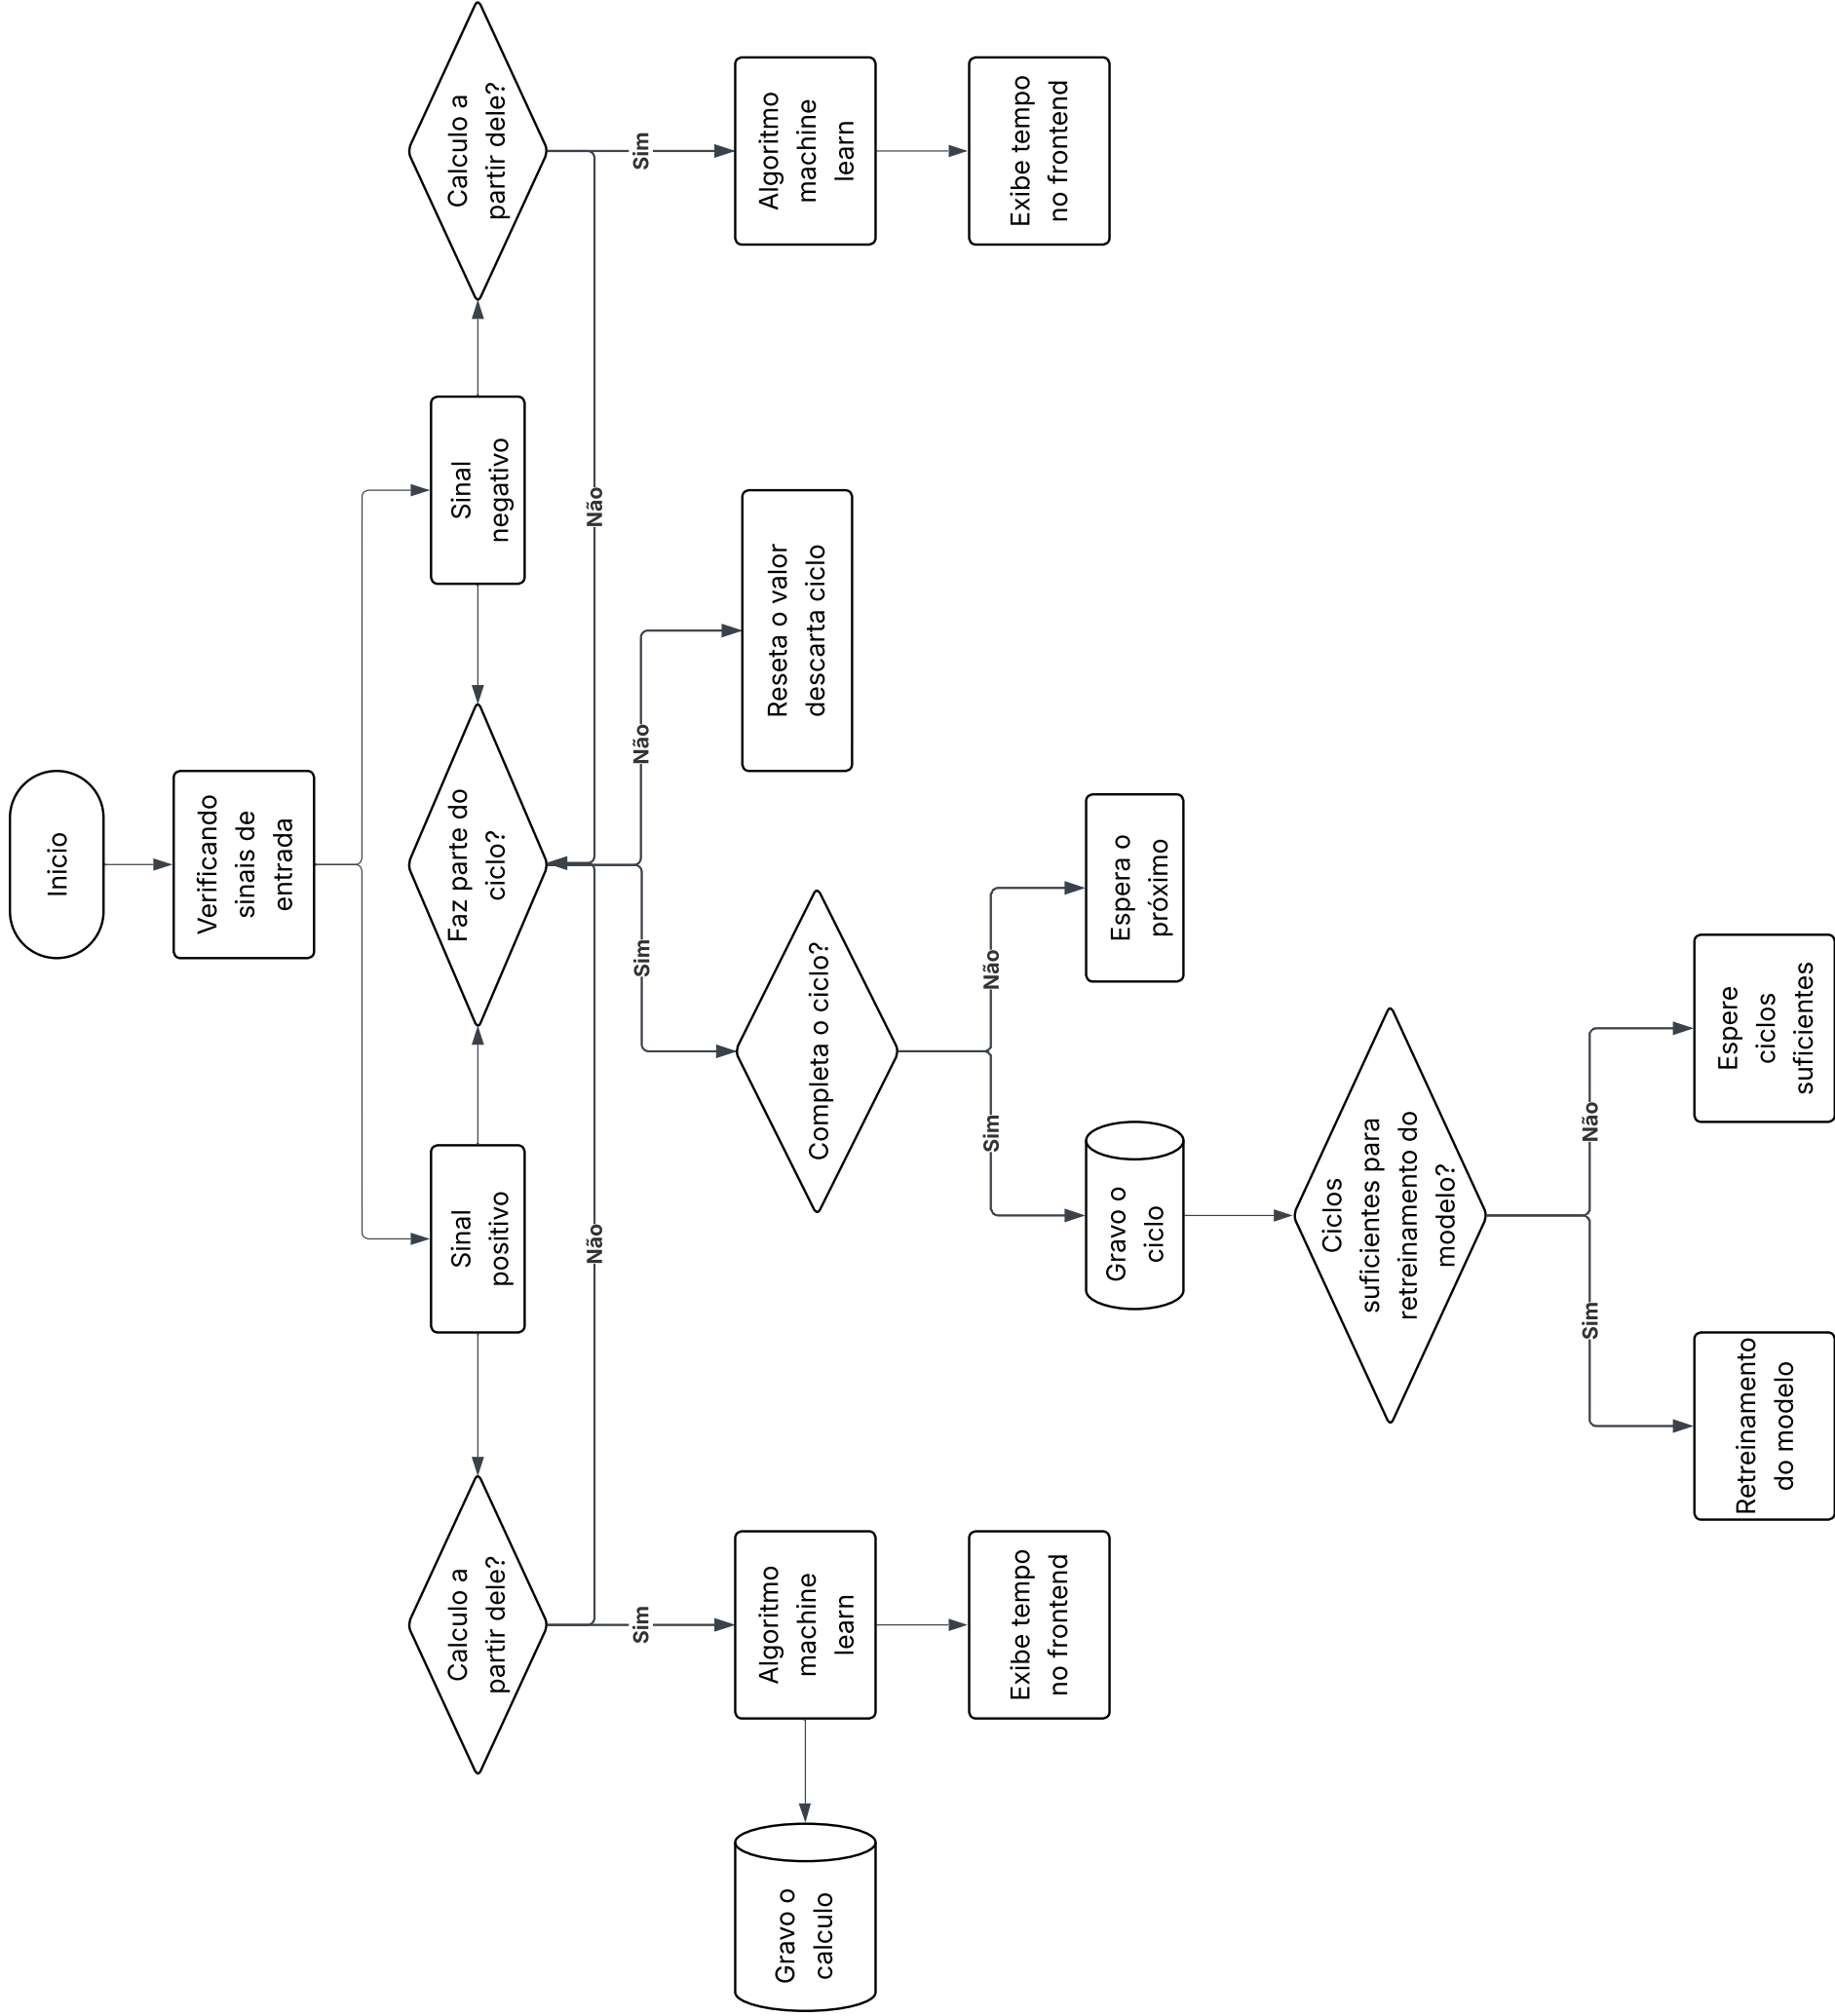 Inicio
Verificando
sinais de
entrada
Sinal
positivo
Sinal
negativo
Calculo a
partir dele?
Faz parte do
ciclo?
Calculo a
partir dele?
Não
Não
Sim
Sim
Não
Sim
Gravo o
calculo
Algoritmo
machine
learn
Completa o ciclo?
Reseta o valor
descarta ciclo
Algoritmo
machine
learn
Exibe tempo
no frontend
Sim
Não
Exibe tempo
no frontend
Gravo o
ciclo
Espera o
próximo
Ciclos
suficientes para
retreinamento do
modelo?
Sim
Não
Retreinamento
do modelo
Espere
ciclos
suficientes